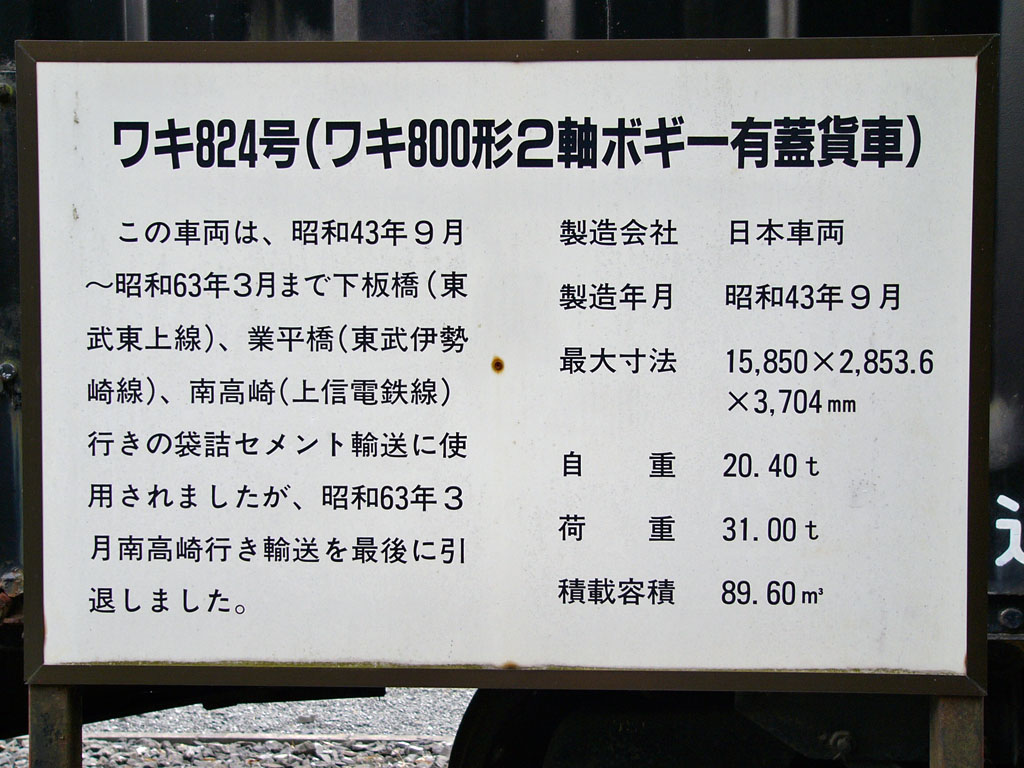 ワキ824号(ワキ800形2軸ボギー有蓋貨車)
この車両は、昭和43年9月
～昭和63年3月まで下板橋(東
武東上線)、業平橋(東武伊勢
崎線)、南高崎(上信電鉄線)
行きの袋詰セメント輸送に使
用されましたが、昭和63年3
月南高崎行き輸送を最後に引
退しました。
製造会社 日本車両
製造年月 昭和43年9月
最大寸法 15,850×2,853.6
×3,704㎜
自重 20.40t
荷重 31.00t
積載容積 89.60㎥